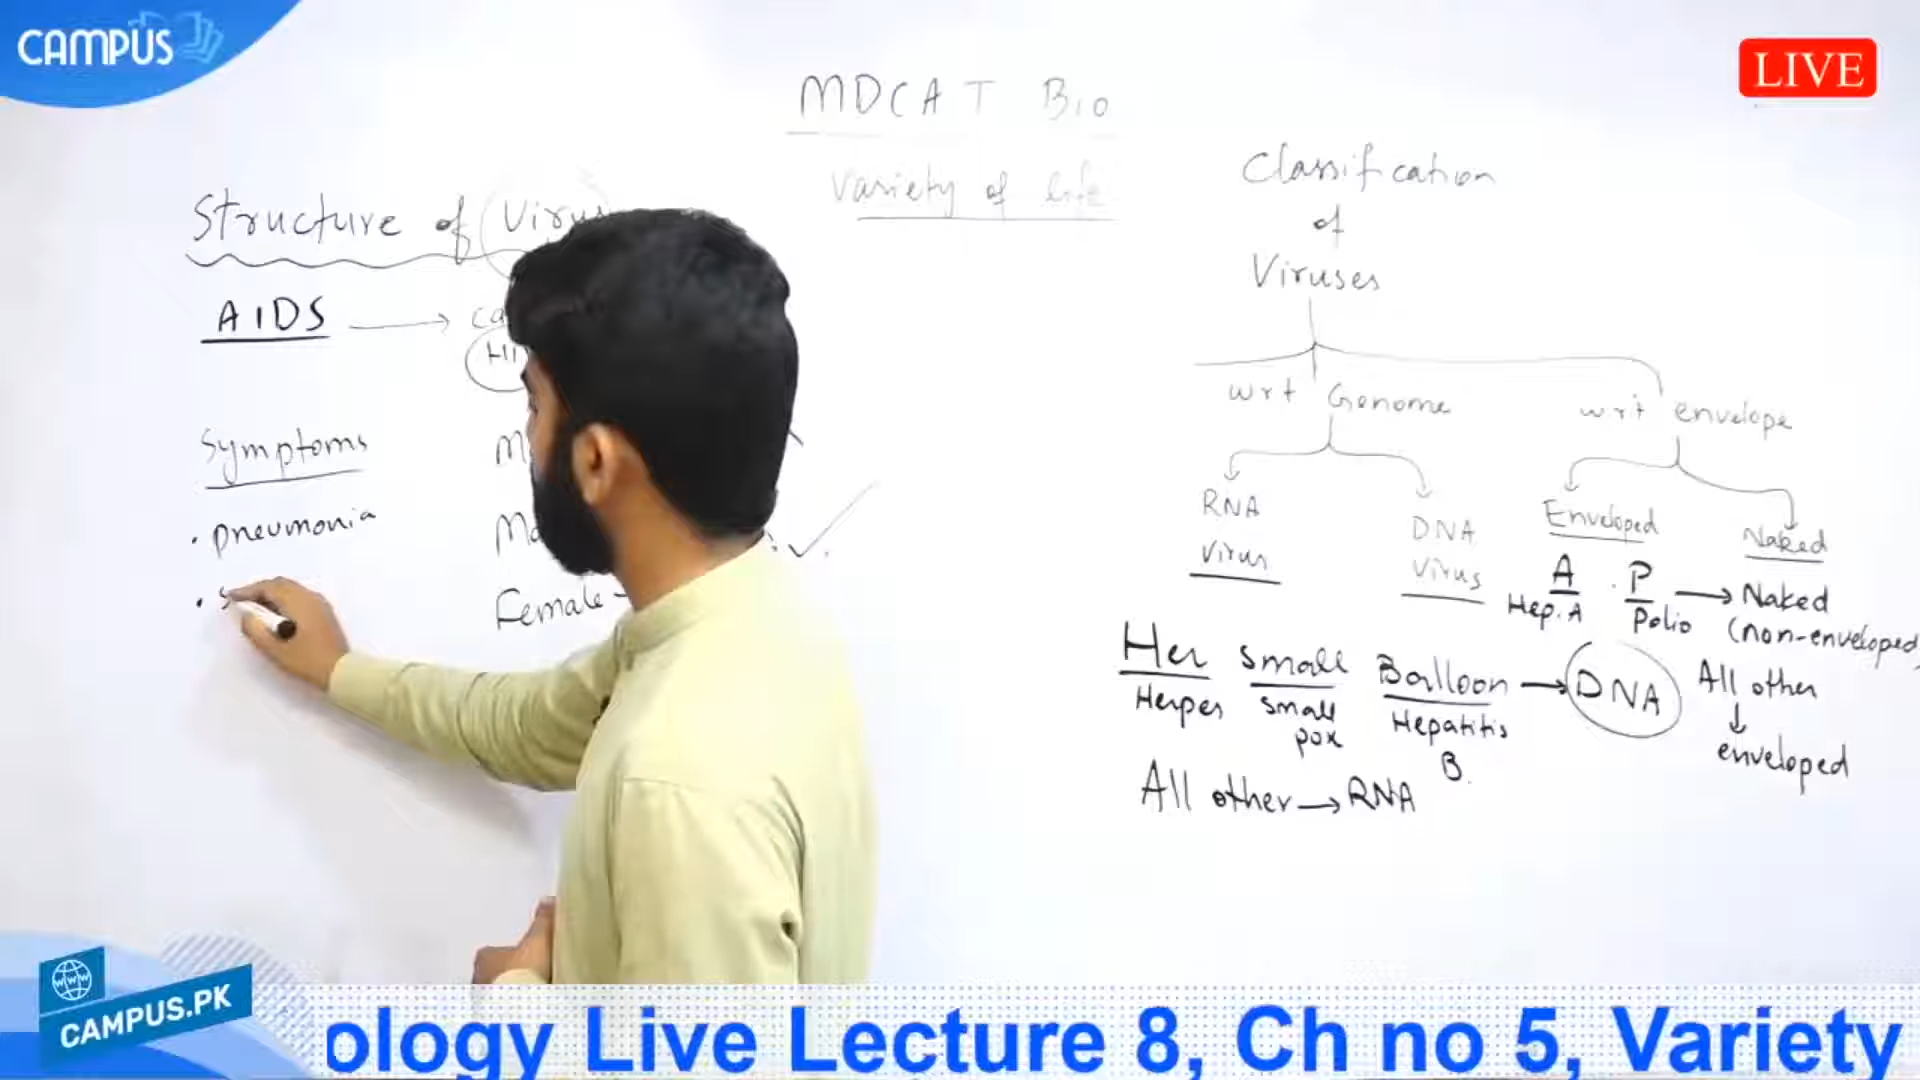 CAMPUS
LIVE
MDCAT Bio
Variety of life
Structure of Virus
AIDS
Symptoms
. Pneumonia
Female
Classification
of
Viruses
wrt Genome
wrt envelope
RNA
Virus
DNA
Virus
Enveloped
Naked
A
Hep. A
P
Polio
Naked
(non-enveloped)
Her Small Balloon → DNA
Herpes
Small
pox
Hepatitis
B.
All other
enveloped
All other → RNA
www
CAMPUS.PK
ology Live Lecture 8, Ch no 5, Variety